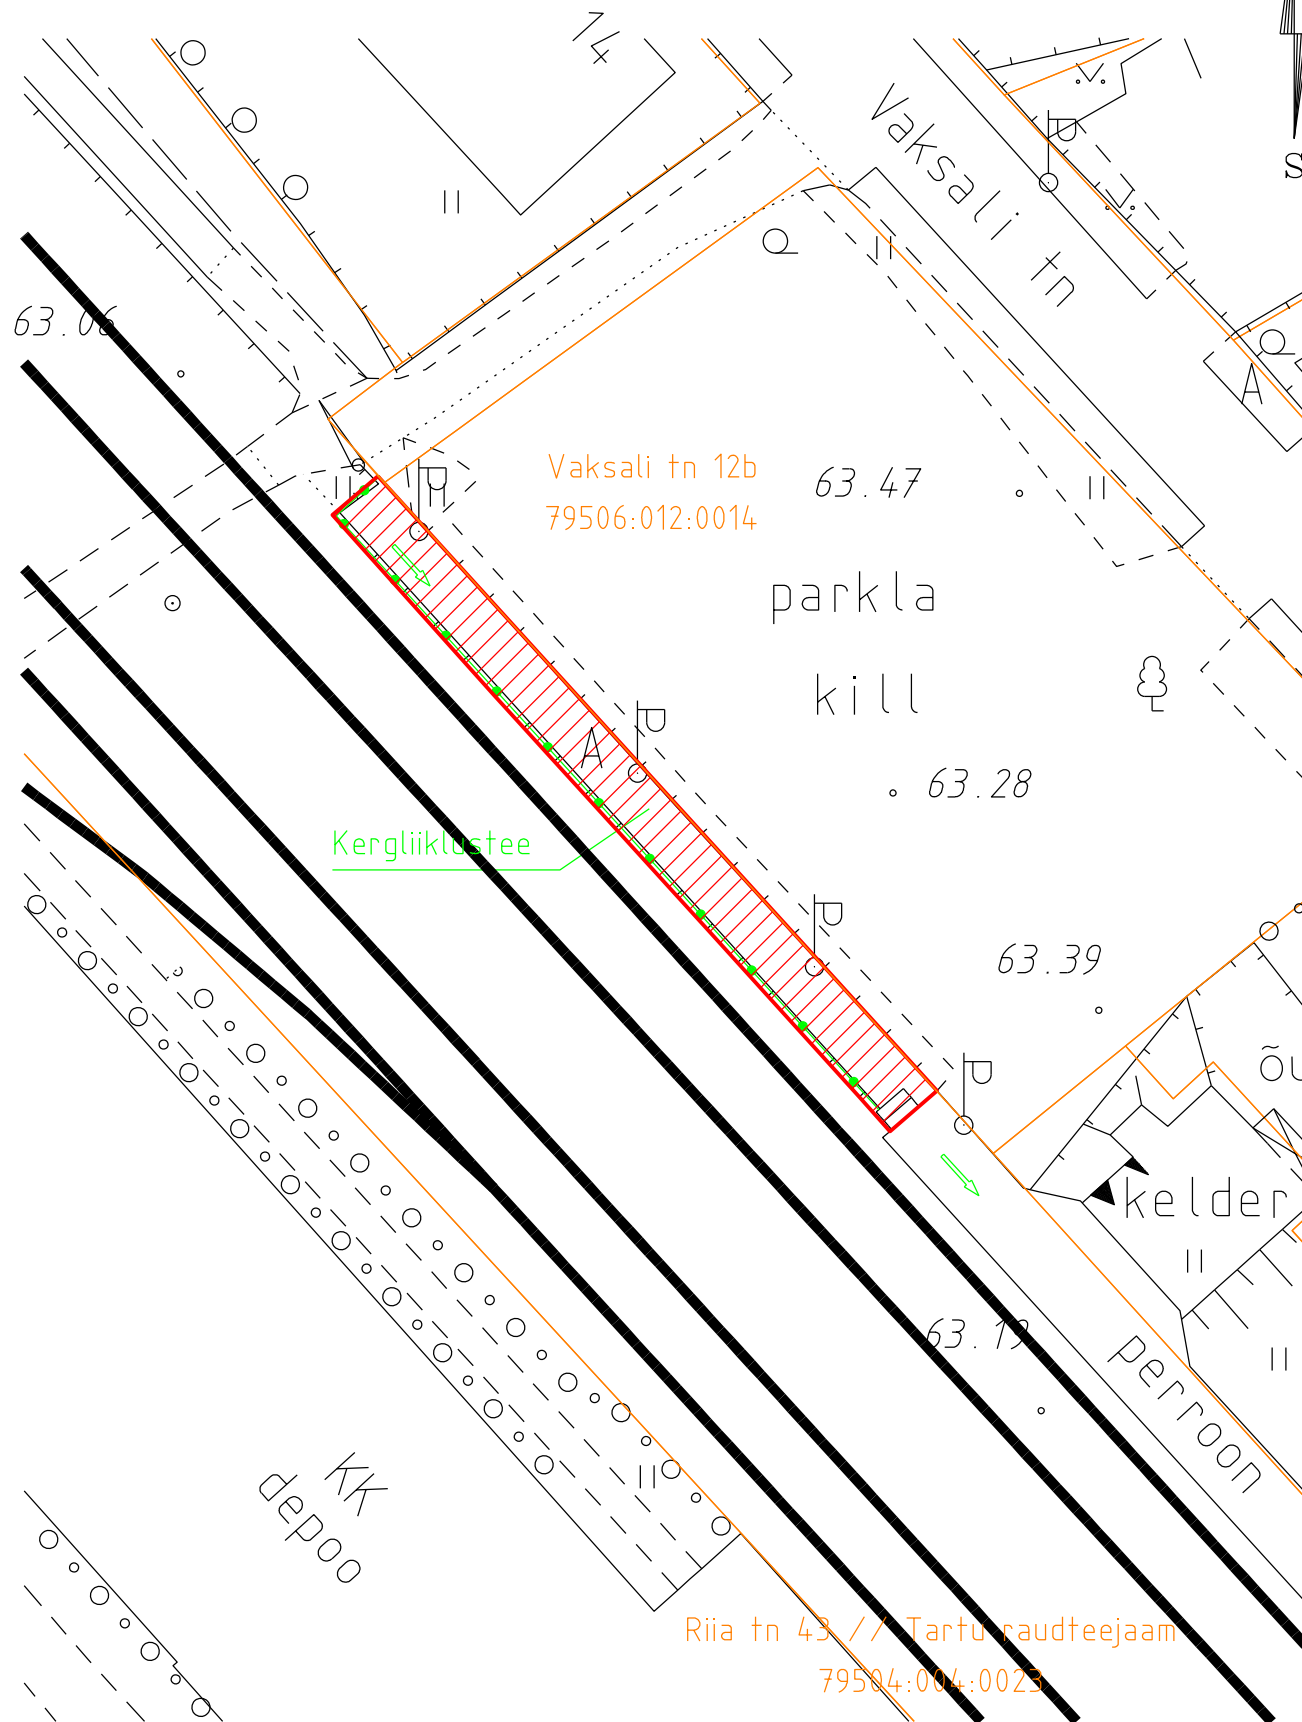 14
Vaksali tn
S
63.06
A
Vaksali tn 12b
79506:012:0014
63.47
parkla
kill
A
63.28
Kergliiklustee
63.39
õu
kelder
63.19
perroon
KK
depoo
Riia tn 43 // Tartu raudteejaam
79504:004:0023